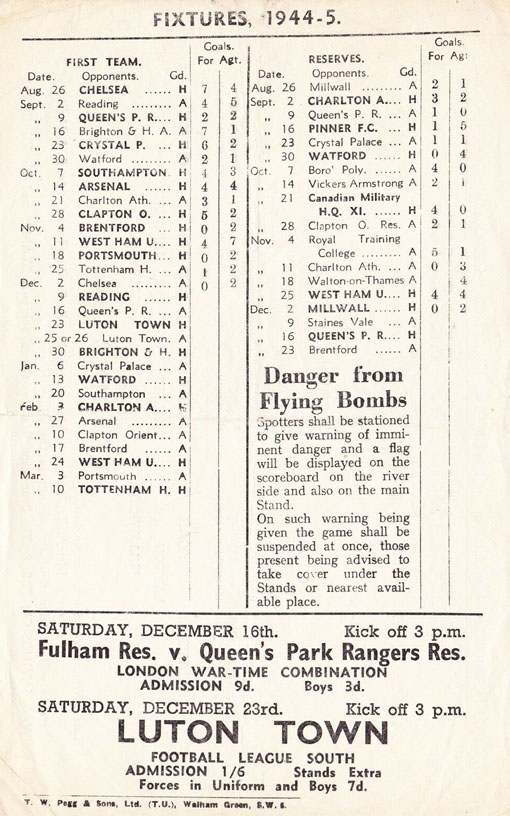 FIXTURES, 1944-5.
FIRST TEAM.
Goals.
Date. Opponents. Gd. For Agt.
Aug. 26 CHELSEA ...... H 7 4
Sept. 2 Reading ......... A 4 5
„ 9 QUEEN'S P. R.... H 2 2
„ 16 Brighton & H. A. A 7 1
„ 23 CRYSTAL P. ... H 6 2
„ 30 Watford ......... A 2 1
Oct. 7 SOUTHAMPTON H 4 3
„ 14 ARSENAL ...... H 4 4
„ 21 Charlton Ath. ... A 3 1
„ 28 CLAPTON O. ... H 5 2
Nov. 4 BRENTFORD ... H 0 2
„ 11 WEST HAM U.... H 4 7
„ 18 PORTSMOUTH... H 0 2
„ 25 Tottenham H. ... A 1 2
Dec. 2 Chelsea ......... A 0 2
„ 9 READING ...... H
„ 16 Queen's P. R. ... A
„ 23 LUTON TOWN H
„ 25 or 26 Luton Town. A
„ 30 BRIGHTON & H. H
Jan. 6 Crystal Palace ... A
„ 13 WATFORD ...... H
„ 20 Southampton ... A
Feb. 3 CHARLTON A.... H
„ 27 Arsenal ......... A
„ 10 Clapton Orient... A
„ 17 Brentford ...... A
„ 24 WEST HAM U.... H
Mar. 3 Portsmouth ...... A
„ 10 TOTTENHAM H. H
RESERVES.
Goals.
Date. Opponents. Gd. For Agt
Aug. 26 Millwall ......... A 2 1
Sept. 2 CHARLTON A.... H 3 2
„ 9 Queen's P. R. ... A 1 0
„ 16 PINNER F.C. ... H 1 5
„ 23 Crystal Palace ... A 1 1
„ 30 WATFORD ...... H 0 4
Oct. 7 Boro' Poly. ...... A 4 0
„ 14 Vickers Armstrong A 2 1
„ 21 Canadian Military
H.Q. XI. ...... H 4 0
„ 28 Clapton O. Res. A 2 1
Nov. 4 Royal Training
College ......... A 5 1
„ 11 Charlton Ath. ... A 0 3
„ 18 Walton-on-Thames A 4
„ 25 WEST HAM U.... H 4 4
Dec. 2 MILLWALL ...... H 0 2
„ 9 Staines Vale ... A
„ 16 QUEEN'S P. R.... H
„ 23 Brentford ...... A
Danger from
Flying Bombs
Spotters shall be stationed
to give warning of immi-
nent danger and a flag
will be displayed on the
scoreboard on the river
side and also on the main
Stand.
On such warning being
given the game shall be
suspended at once, those
present being advised to
take cover under the
Stands or nearest avail-
able place.
SATURDAY, DECEMBER 16th. Kick off 3 p.m.
Fulham Res. v. Queen's Park Rangers Res.
LONDON WAR-TIME COMBINATION
ADMISSION 9d. Boys 3d.
SATURDAY, DECEMBER 23rd. Kick off 3 p.m.
LUTON TOWN
FOOTBALL LEAGUE SOUTH
ADMISSION 1/6 Stands Extra
Forces in Uniform and Boys 7d.
T. W. Pegg & Sons, Ltd. (T.U.), Walham Green, S.W. 6.